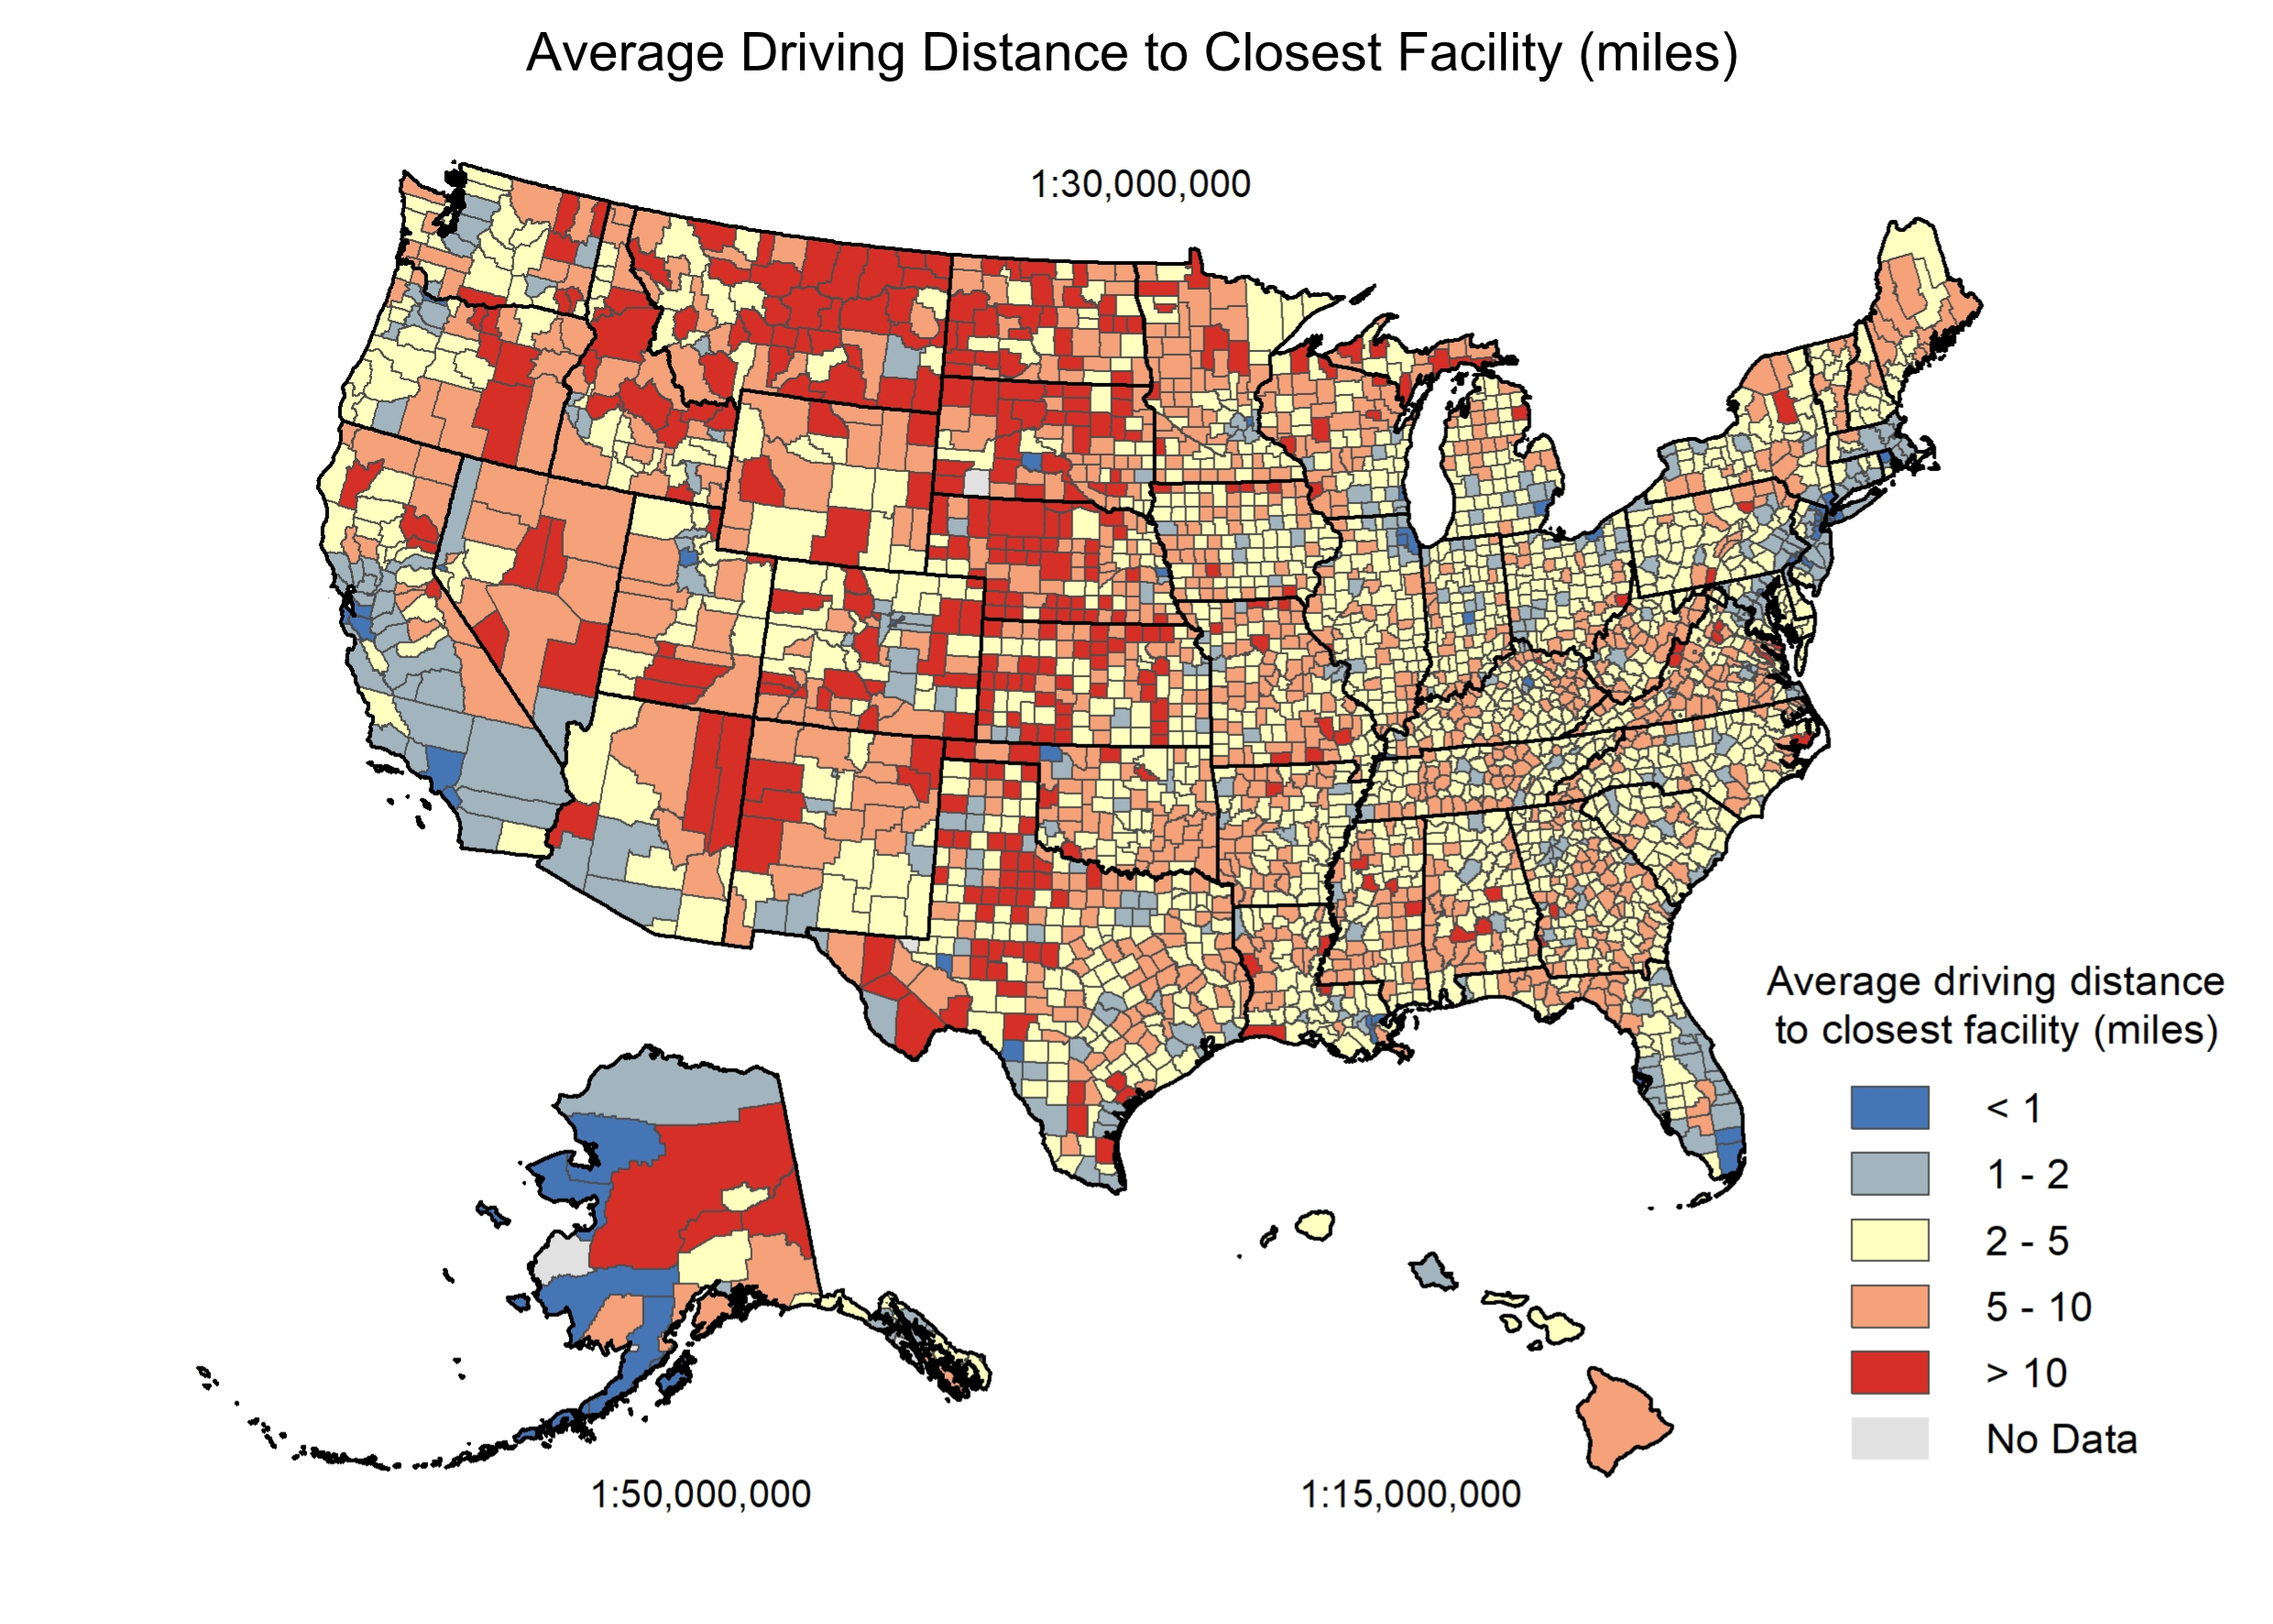 Average Driving Distance to Closest Facility (miles)
1:30,000,000
Average driving distance
to closest facility (miles)
< 1
1 - 2
2 - 5
5 - 10
> 10
No Data
1:50,000,000
1:15,000,000